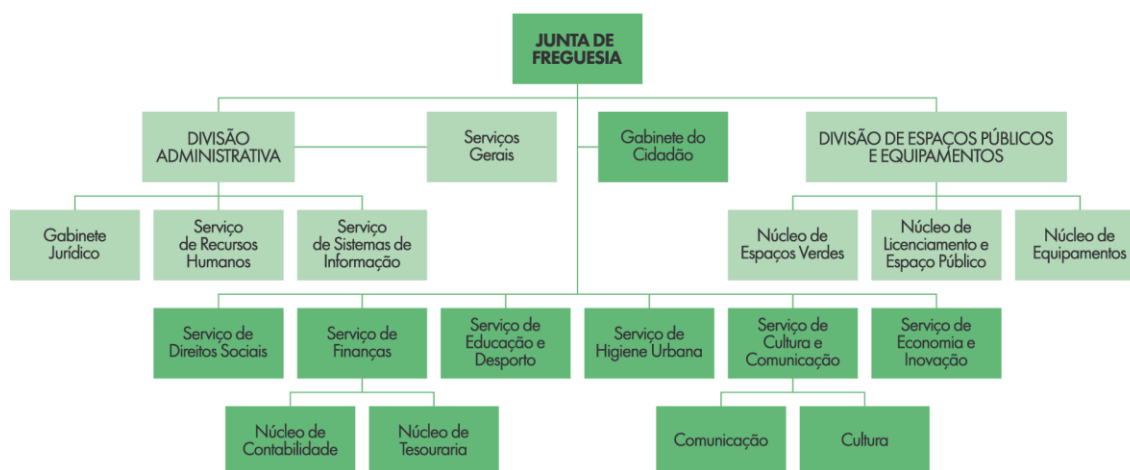 JUNTA DE
FREGUESIA
DIVISÃO
ADMINISTRATIVA
Serviços
Gerais
Gabinete do
Cidadão
DIVISÃO DE ESPAÇOS PÚBLICOS
E EQUIPAMENTOS
Gabinete
Jurídico
Serviço
de Recursos
Humanos
Serviço
de Sistemas de
Informação
Núcleo de
Espaços Verdes
Núcleo de
Licenciamento e
Espaço Público
Núcleo de
Equipamentos
Serviço de
Direitos Sociais
Serviço de
Finanças
Serviço de
Educação e
Desporto
Serviço de
Higiene Urbana
Serviço de
Cultura e
Comunicação
Serviço de
Economia e
Inovação
Núcleo de
Contabilidade
Núcleo de
Tesouraria
Comunicação
Cultura